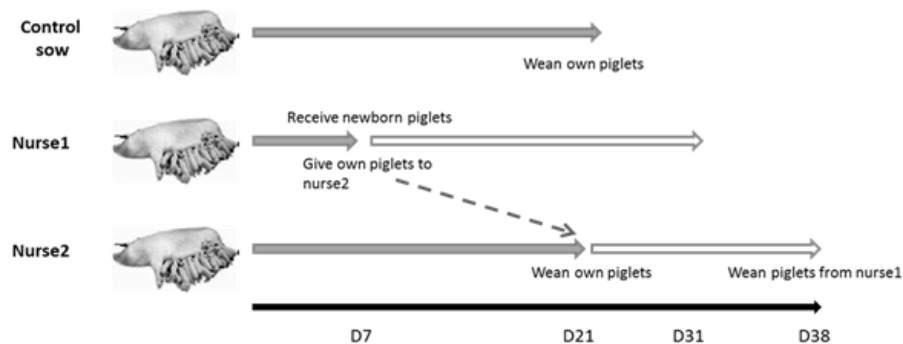 Control
sow
Wean own piglets
Receive newborn piglets
Nurse1
Give own piglets to
nurse2
Nurse2
Wean own piglets
Wean piglets from nurse1
D7
D21
D31
D38